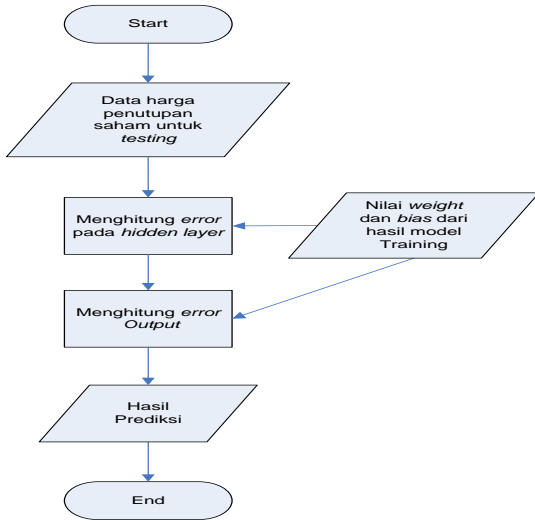 Start
Data harga
penutupan
saham untuk
testing
Menghitung error
pada hidden layer
Nilai weight
dan bias dari
hasil model
Training
Menghitung error
Output
Hasil
Prediksi
End